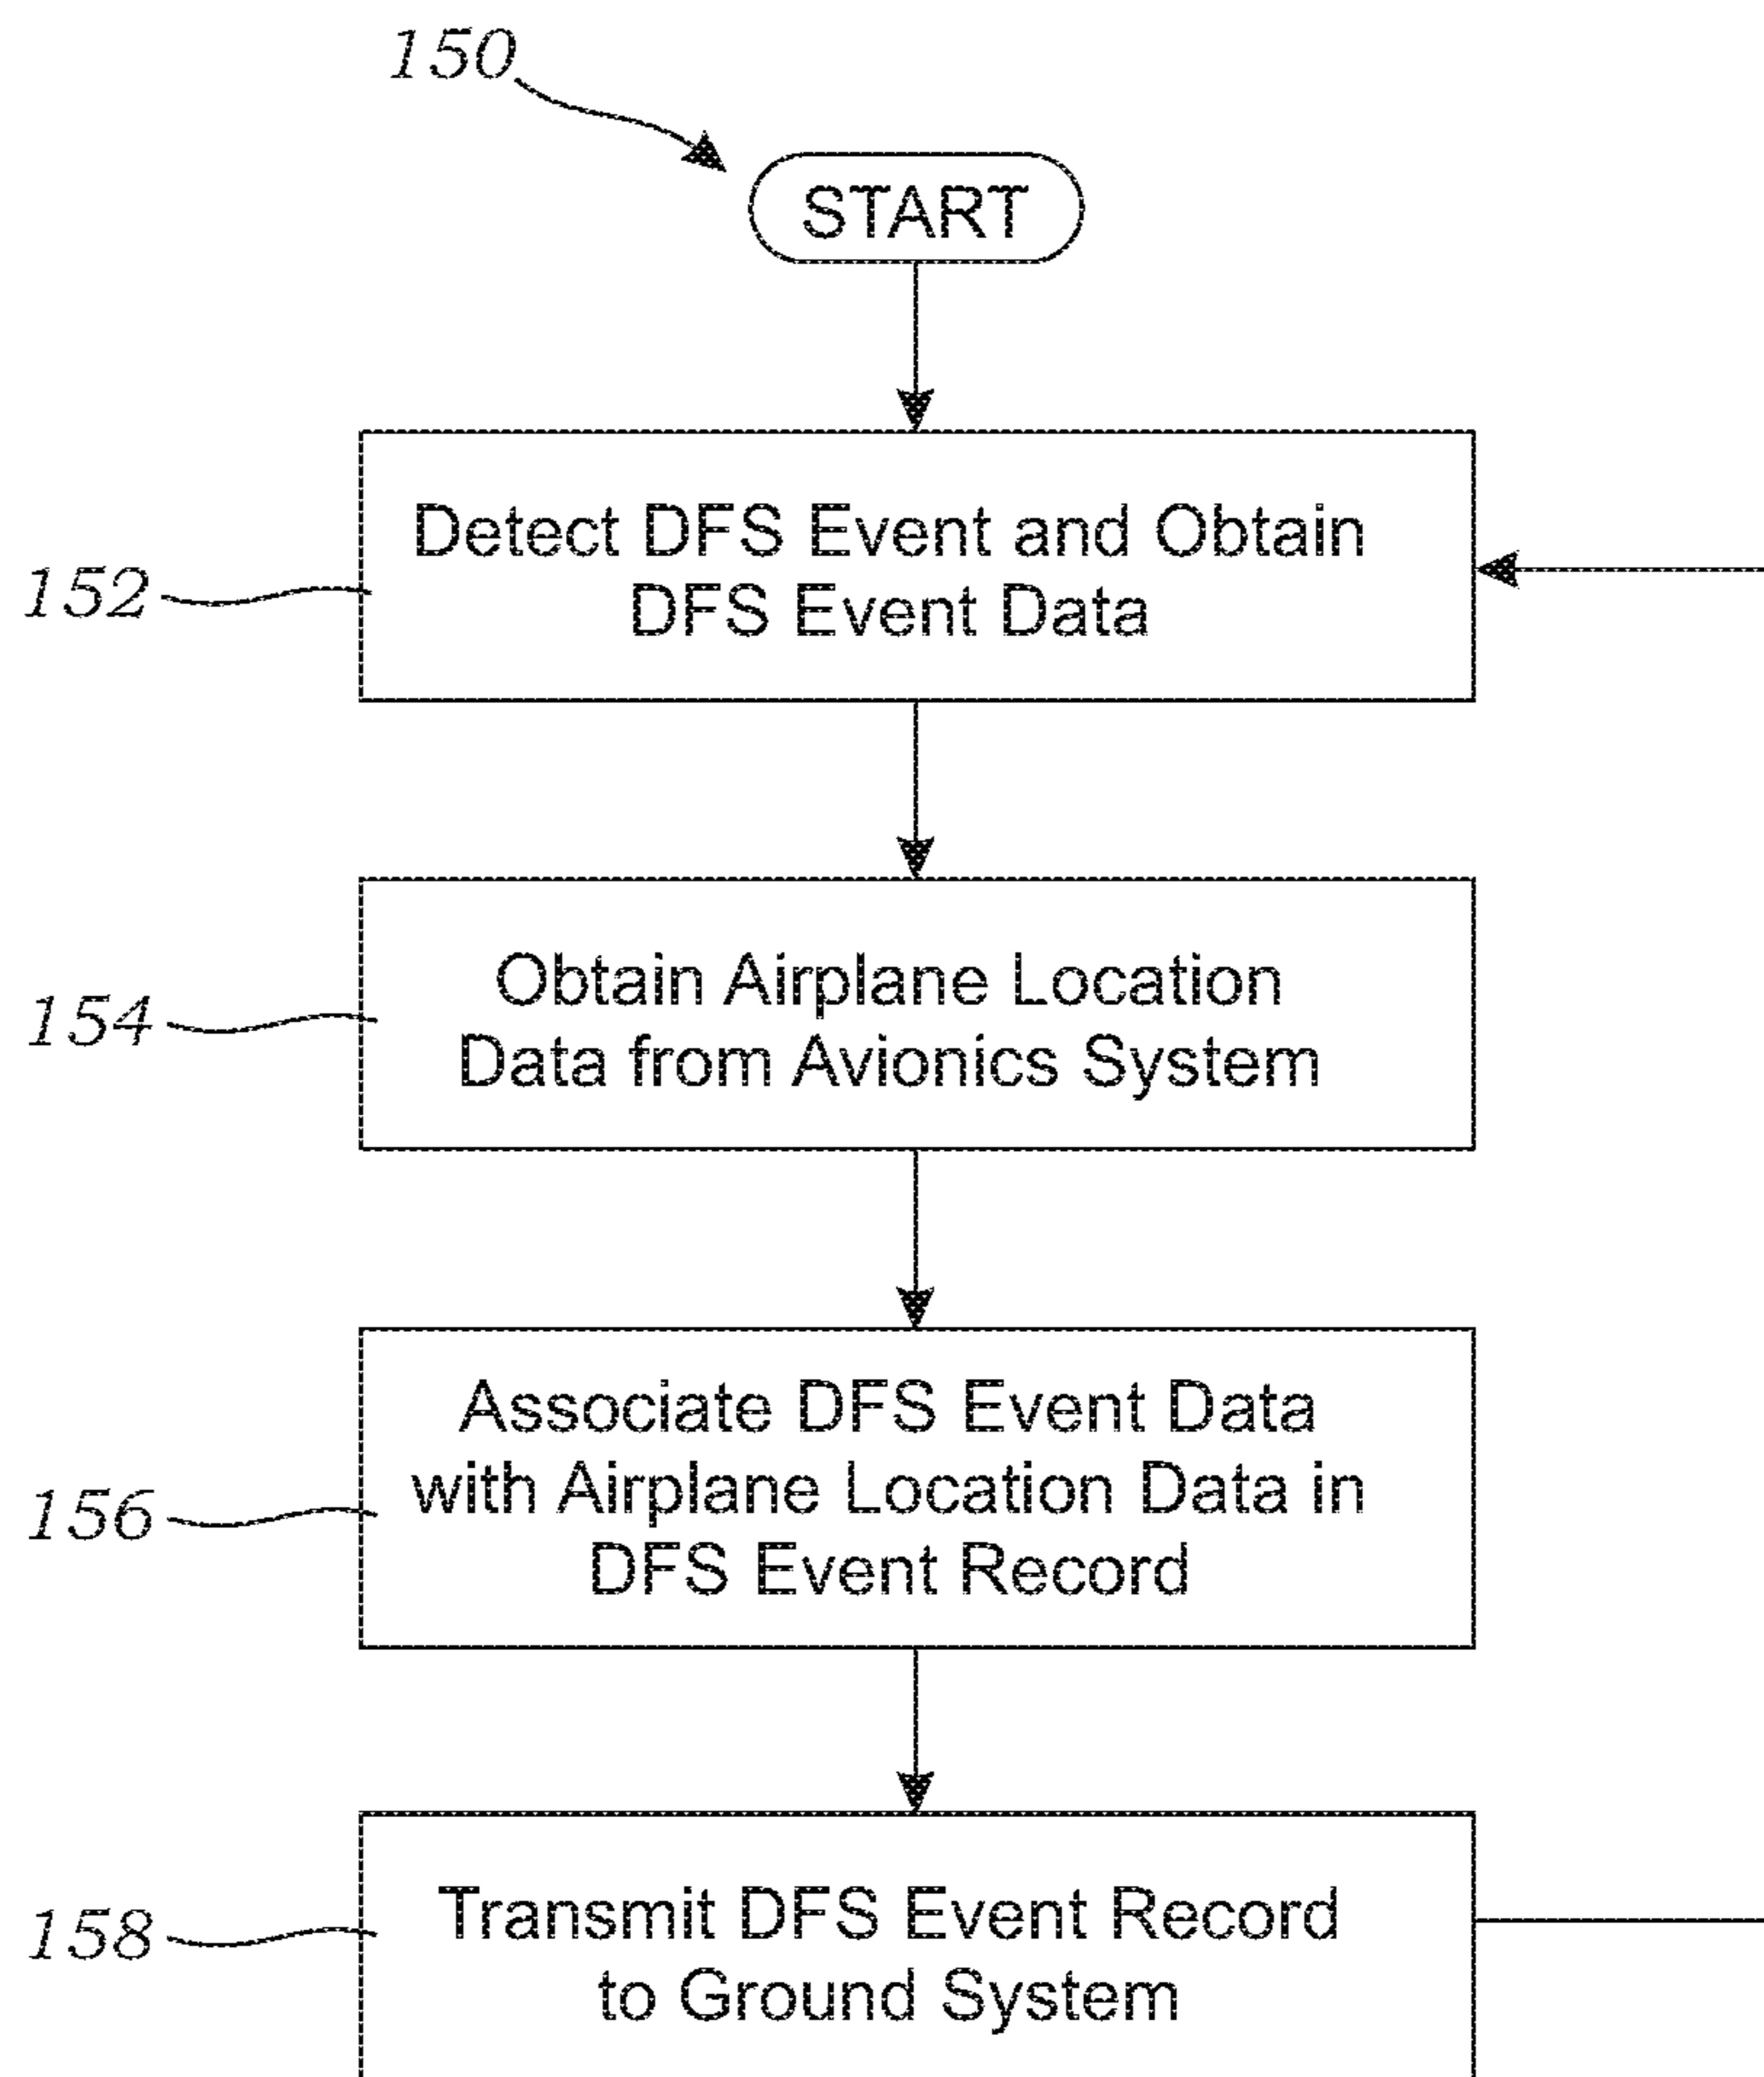 150
START
Detect DFS Event and Obtain
DFS Event Data
152
Obtain Airplane Location
Data from Avionics System
154
Associate DFS Event Data
with Airplane Location Data in
DFS Event Record
156
Transmit DFS Event Record
to Ground System
158